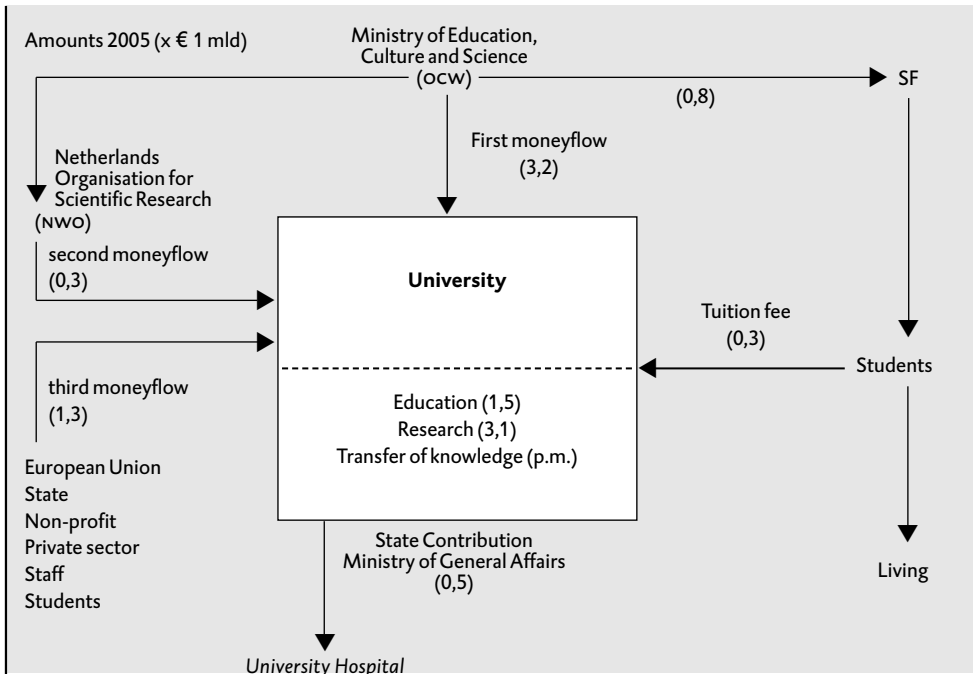 Amounts 2005 (x € 1 mld)
Ministry of Education,
Culture and Science
(OCW)
SF
(0,8)
First moneyflow
(3,2)
Netherlands
Organisation for
Scientific Research
(NWO)
second moneyflow
(0,3)
University
Tuition fee
(0,3)
Students
third moneyflow
(1,3)
Education (1,5)
Research (3,1)
Transfer of knowledge (p.m.)
European Union
State
Non-profit
Private sector
Staff
Students
State Contribution
Ministry of General Affairs
(0,5)
Living
University Hospital